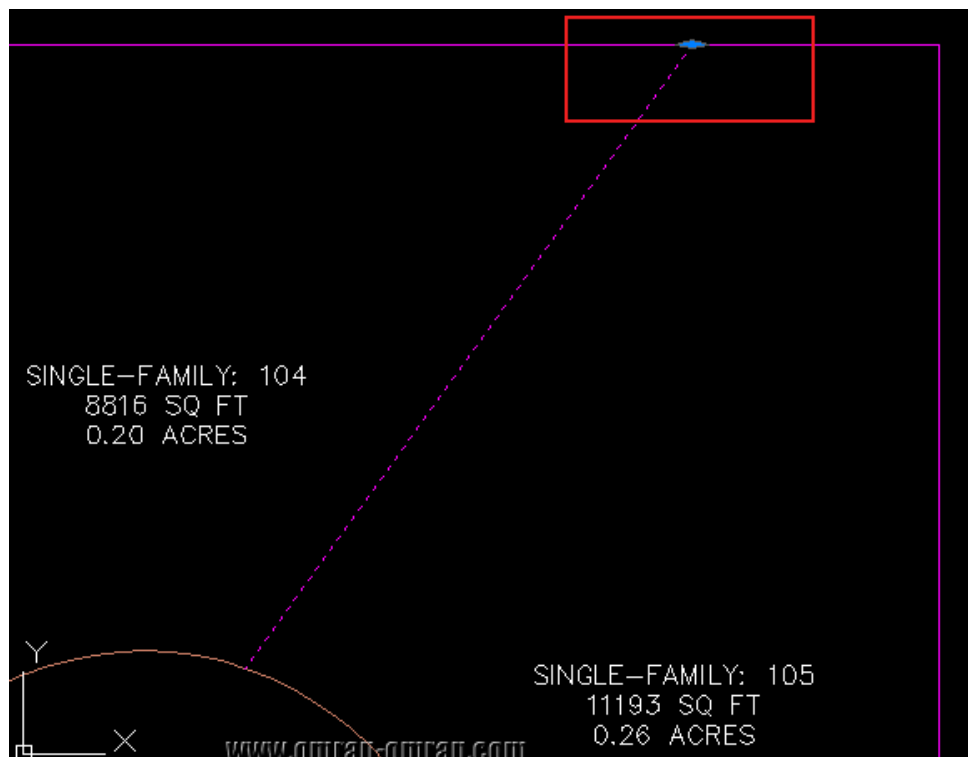 SINGLE-FAMILY: 104
8816 SQ FT
0.20 ACRES
Y
SINGLE-FAMILY: 105
11193 SQ FT
0.26 ACRES
X
www.omran-omran.com